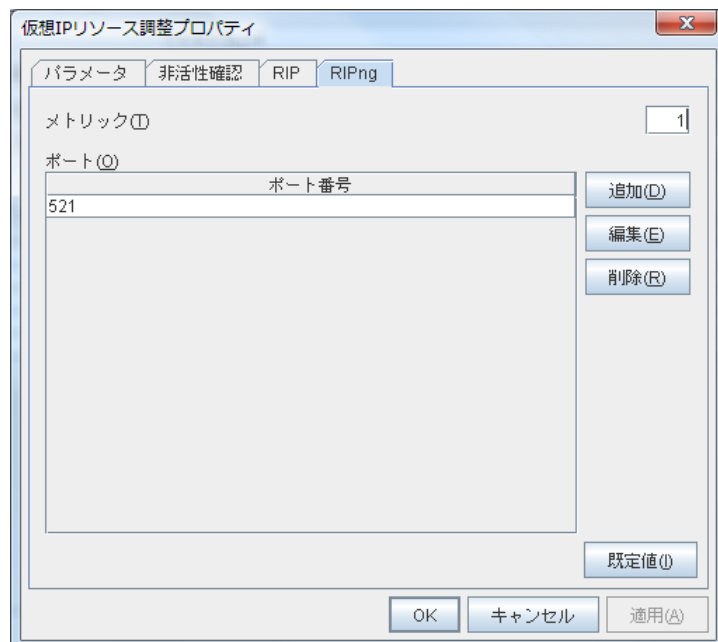 仮想IPリソース調整プロパティ
パラメータ 非活性確認 RIP RIPng
メトリック(T) 1
ポート(O)
ポート番号
521
追加(D)
編集(E)
削除(R)
既定値(I)
OK キャンセル 適用(A)